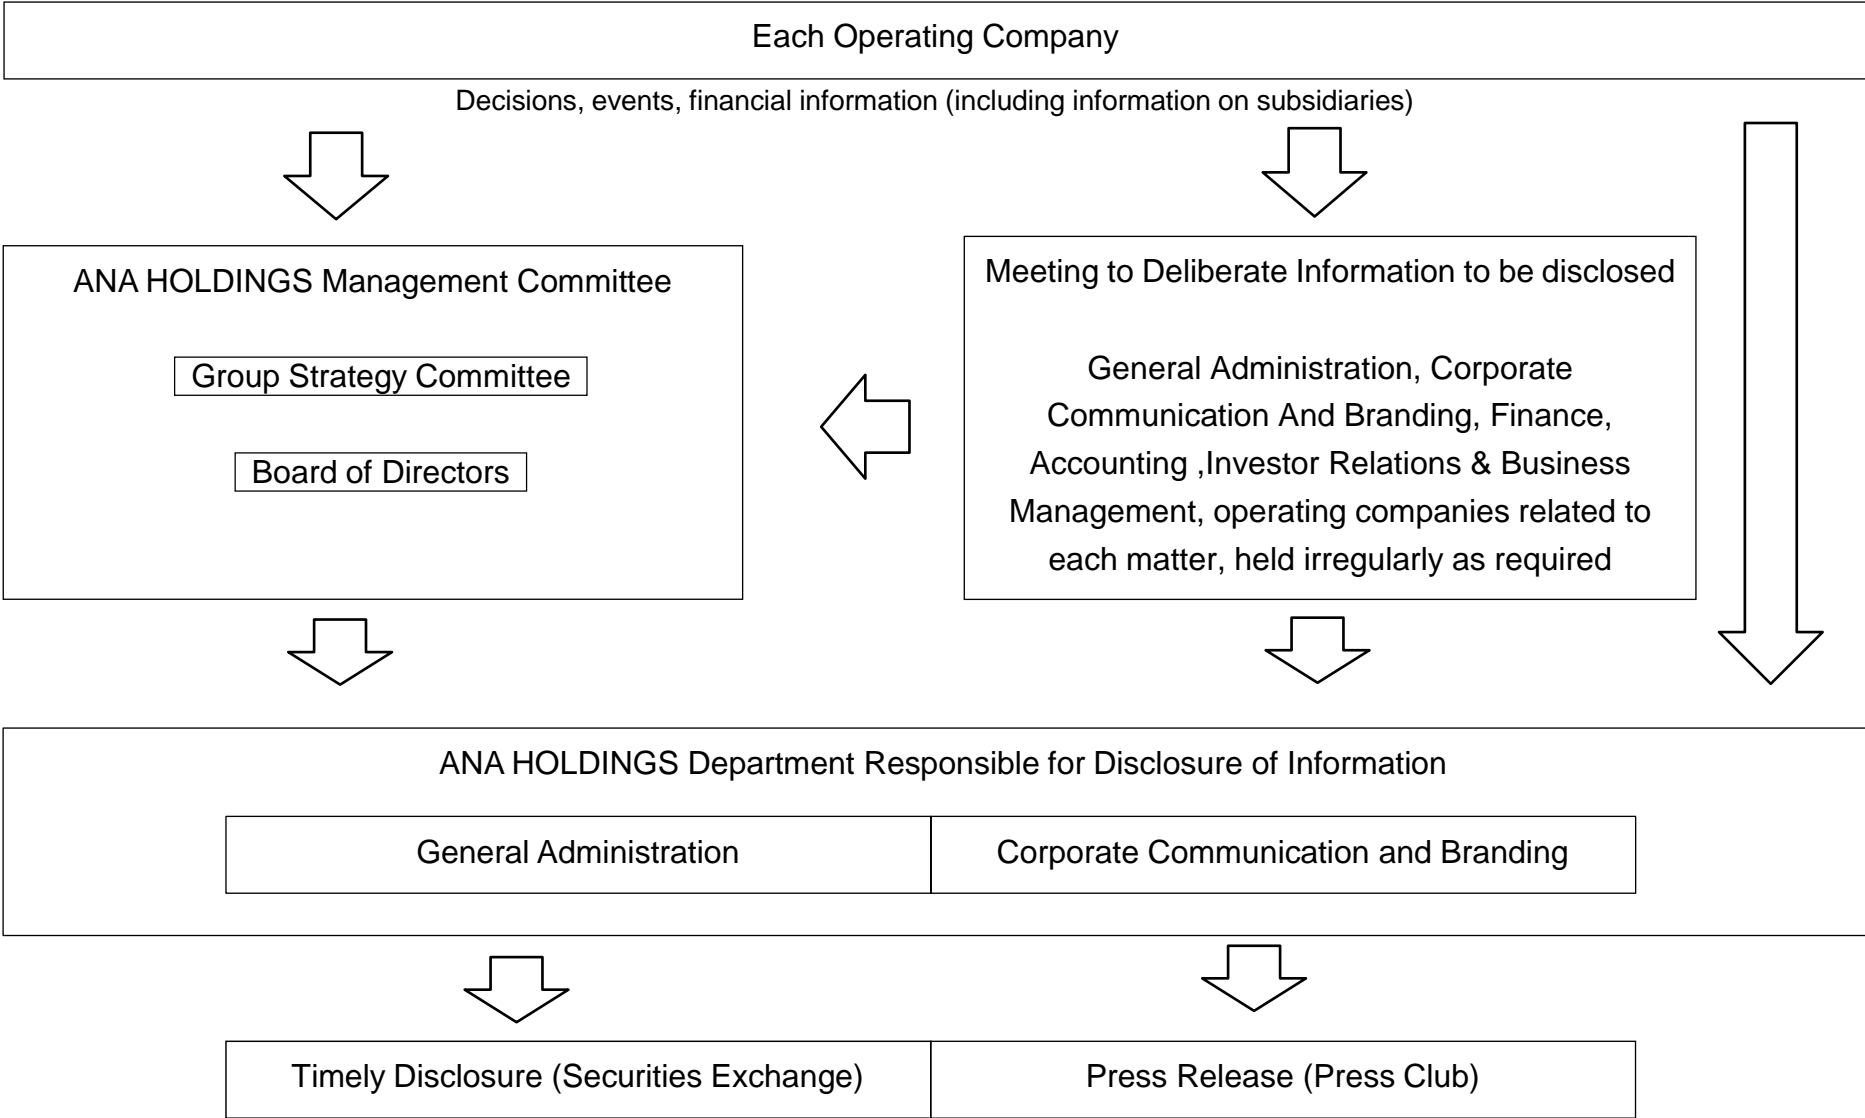 Each Operating Company
Decisions, events, financial information (including information on subsidiaries)
ANA HOLDINGS Management Committee
Group Strategy Committee
Board of Directors
Meeting to Deliberate Information to be disclosed
General Administration, Corporate
Communication And Branding, Finance,
Accounting ,Investor Relations & Business
Management, operating companies related to
each matter, held irregularly as required
ANA HOLDINGS Department Responsible for Disclosure of Information
General Administration
Corporate Communication and Branding
Timely Disclosure (Securities Exchange)
Press Release (Press Club)